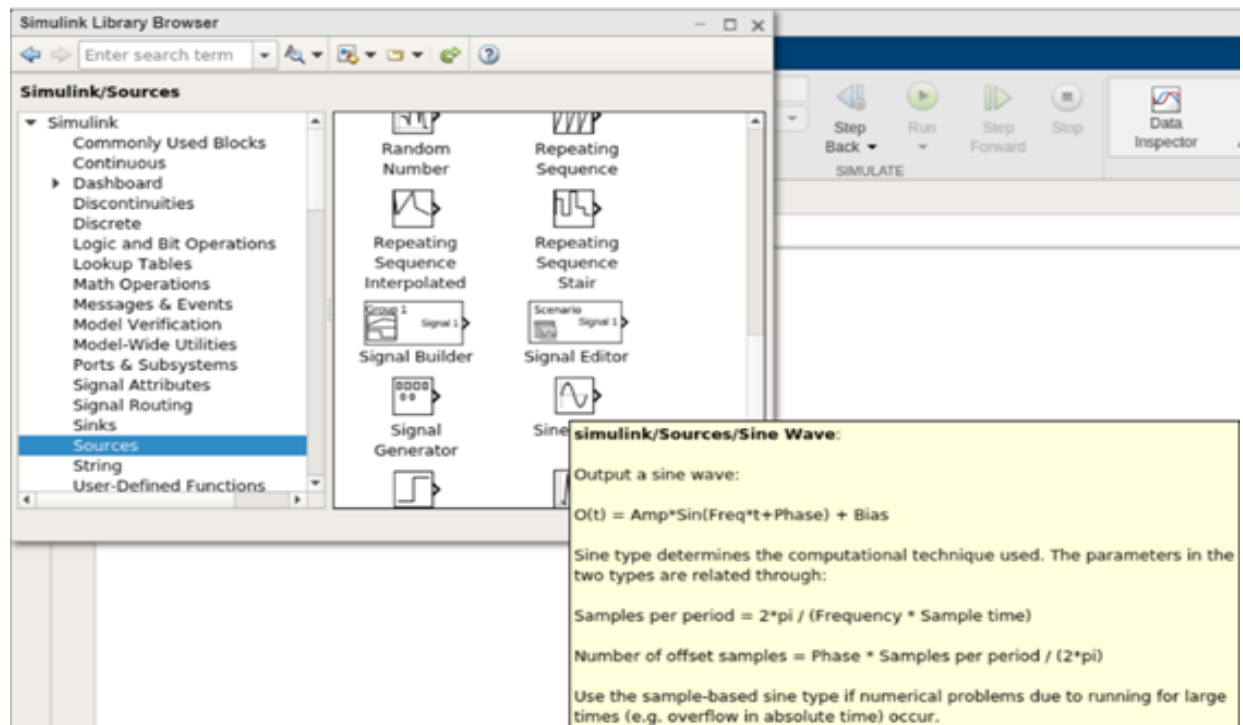 Simulink Library Browser
Enter search term
Simulink/Sources
Simulink
Commonly Used Blocks
Continuous
Dashboard
Discontinuities
Discrete
Logic and Bit Operations
Lookup Tables
Math Operations
Messages & Events
Model Verification
Model-Wide Utilities
Ports & Subsystems
Signal Attributes
Signal Routing
Sinks
Sources
String
User-Defined Functions
Random
Number
Repeating
Sequence
Repeating
Sequence
Interpolated
Repeating
Sequence
Stair
Group 1
Signal 1
Signal Builder
Scenario
Signal 1
Signal Editor
Signal
Generator
Sine
Step
Back
Run
Step
Forward
Stop
SIMULATE
Data
Inspector
simulink/Sources/Sine Wave:
Output a sine wave:
O(t) = Amp*Sin(Freq*t+Phase) + Bias
Sine type determines the computational technique used. The parameters in the
two types are related through:
Samples per period = 2*pi / (Frequency * Sample time)
Number of offset samples = Phase * Samples per period / (2*pi)
Use the sample-based sine type if numerical problems due to running for large
times (e.g. overflow in absolute time) occur.